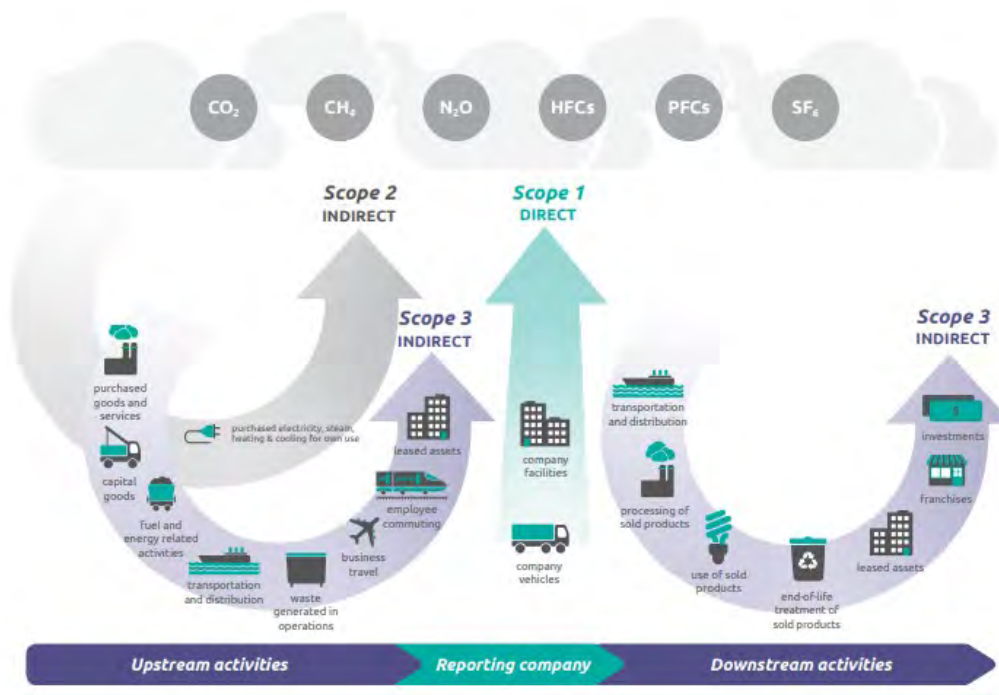 CO₂
CH₄
N₂O
HFCs
PFCs
SF₆
Scope 2
INDIRECT
Scope 1
DIRECT
Scope 3
INDIRECT
Scope 3
INDIRECT
purchased
goods and
services
capital
goods
fuel and
energy related
activities
purchased electricity, steam,
heating & cooling for own use
transportation
and distribution
waste
generated in
operations
business
travel
employee
commuting
leased assets
company
facilities
company
vehicles
transportation
and distribution
processing of
sold products
use of sold
products
end-of-life
treatment of
sold products
leased assets
franchises
$
investments
Upstream activities
Reporting company
Downstream activities